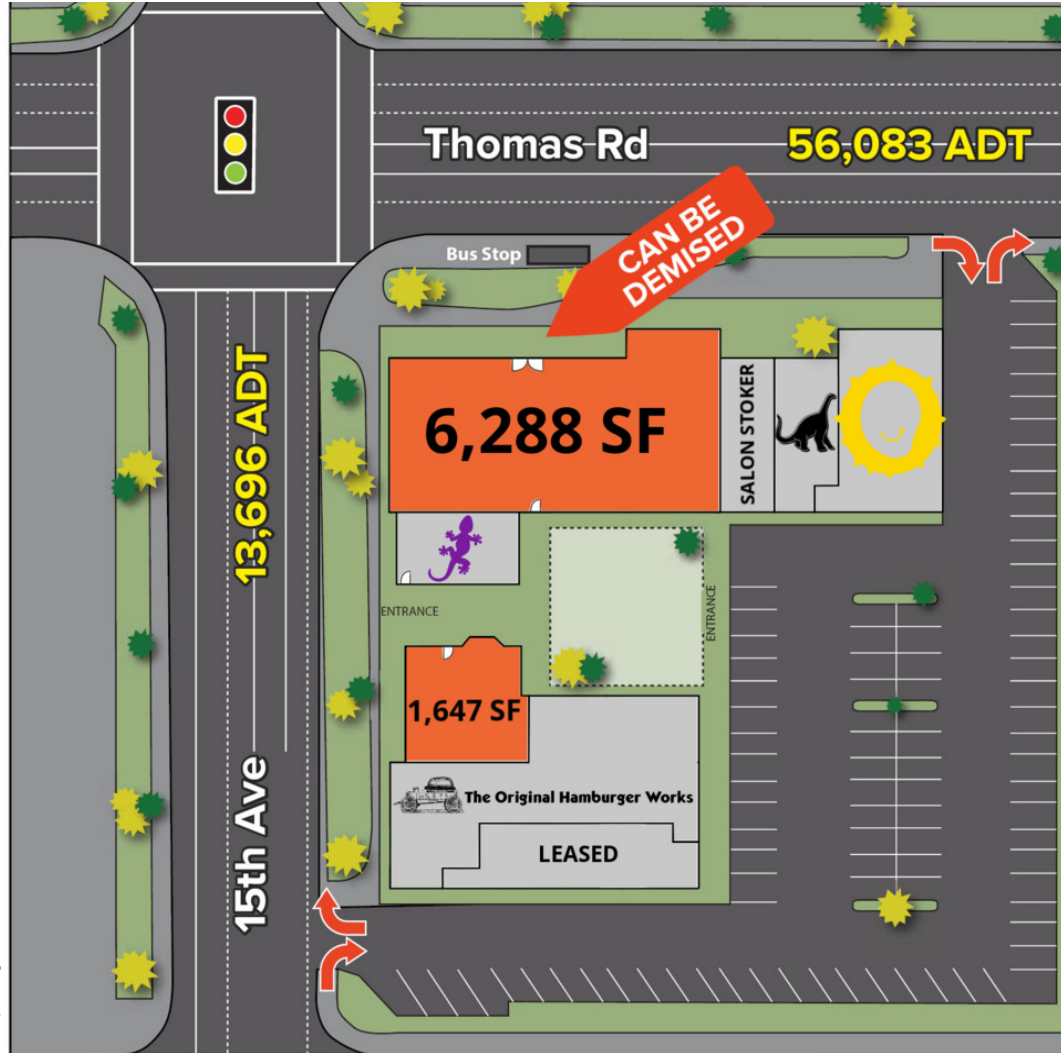 Thomas Rd
56,083 ADT
CAN BE
DEMISED
Bus Stop
6,288 SF
SALON STOKER
13,696 ADT
ENTRANCE
ENTRANCE
1,647 SF
15th Ave
The Original Hamburger Works
LEASED